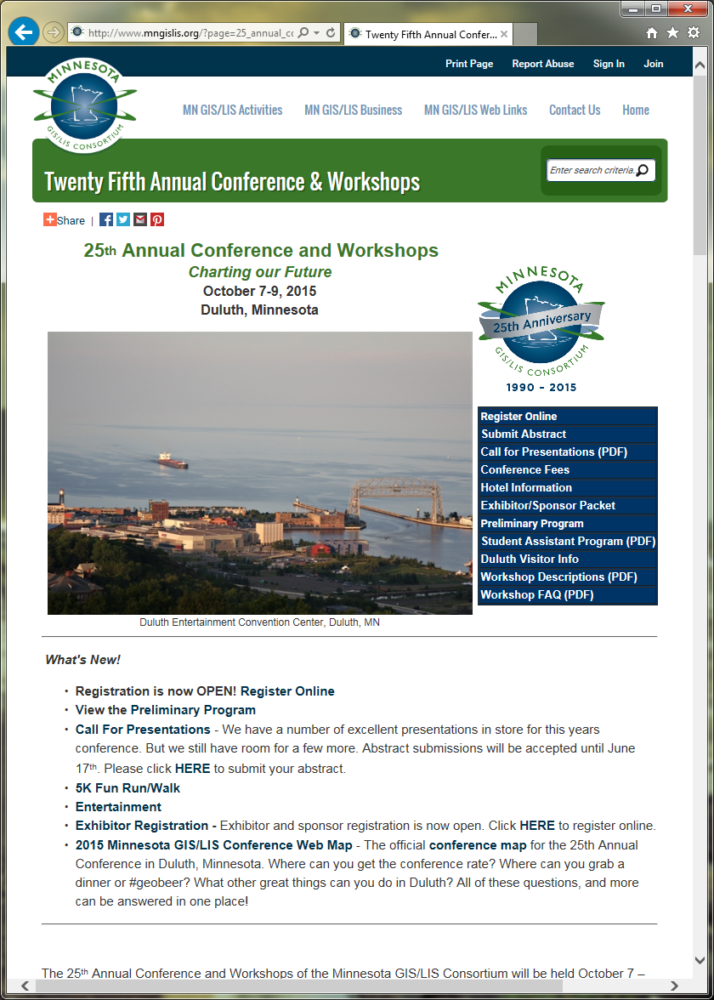 http://www.mngislis.org/?page=25_annual_cc
Twenty Fifth Annual Confer...
Print Page Report Abuse Sign In Join
MINNESOTA
GIS/LIS CONSORTIUM
MN GIS/LIS Activities MN GIS/LIS Business MN GIS/LIS Web Links Contact Us Home
Twenty Fifth Annual Conference & Workshops
Enter search criteria..
Share |
25th Annual Conference and Workshops
Charting our Future
October 7-9, 2015
Duluth, Minnesota
MINNESOTA
25th Anniversary
GIS/LIS CONSORTIUM
1990 - 2015
Register Online
Submit Abstract
Call for Presentations (PDF)
Conference Fees
Hotel Information
Exhibitor/Sponsor Packet
Preliminary Program
Student Assistant Program (PDF)
Duluth Visitor Info
Workshop Descriptions (PDF)
Workshop FAQ (PDF)
Duluth Entertainment Convention Center, Duluth, MN
What's New!
• Registration is now OPEN! Register Online
• View the Preliminary Program
• Call For Presentations - We have a number of excellent presentations in store for this years
conference. But we still have room for a few more. Abstract submissions will be accepted until June
17th. Please click HERE to submit your abstract.
• 5K Fun Run/Walk
• Entertainment
• Exhibitor Registration - Exhibitor and sponsor registration is now open. Click HERE to register online.
• 2015 Minnesota GIS/LIS Conference Web Map - The official conference map for the 25th Annual
Conference in Duluth, Minnesota. Where can you get the conference rate? Where can you grab a
dinner or #geobeer? What other great things can you do in Duluth? All of these questions, and more
can be answered in one place!
The 25th Annual Conference and Workshops of the Minnesota GIS/LIS Consortium will be held October 7 –